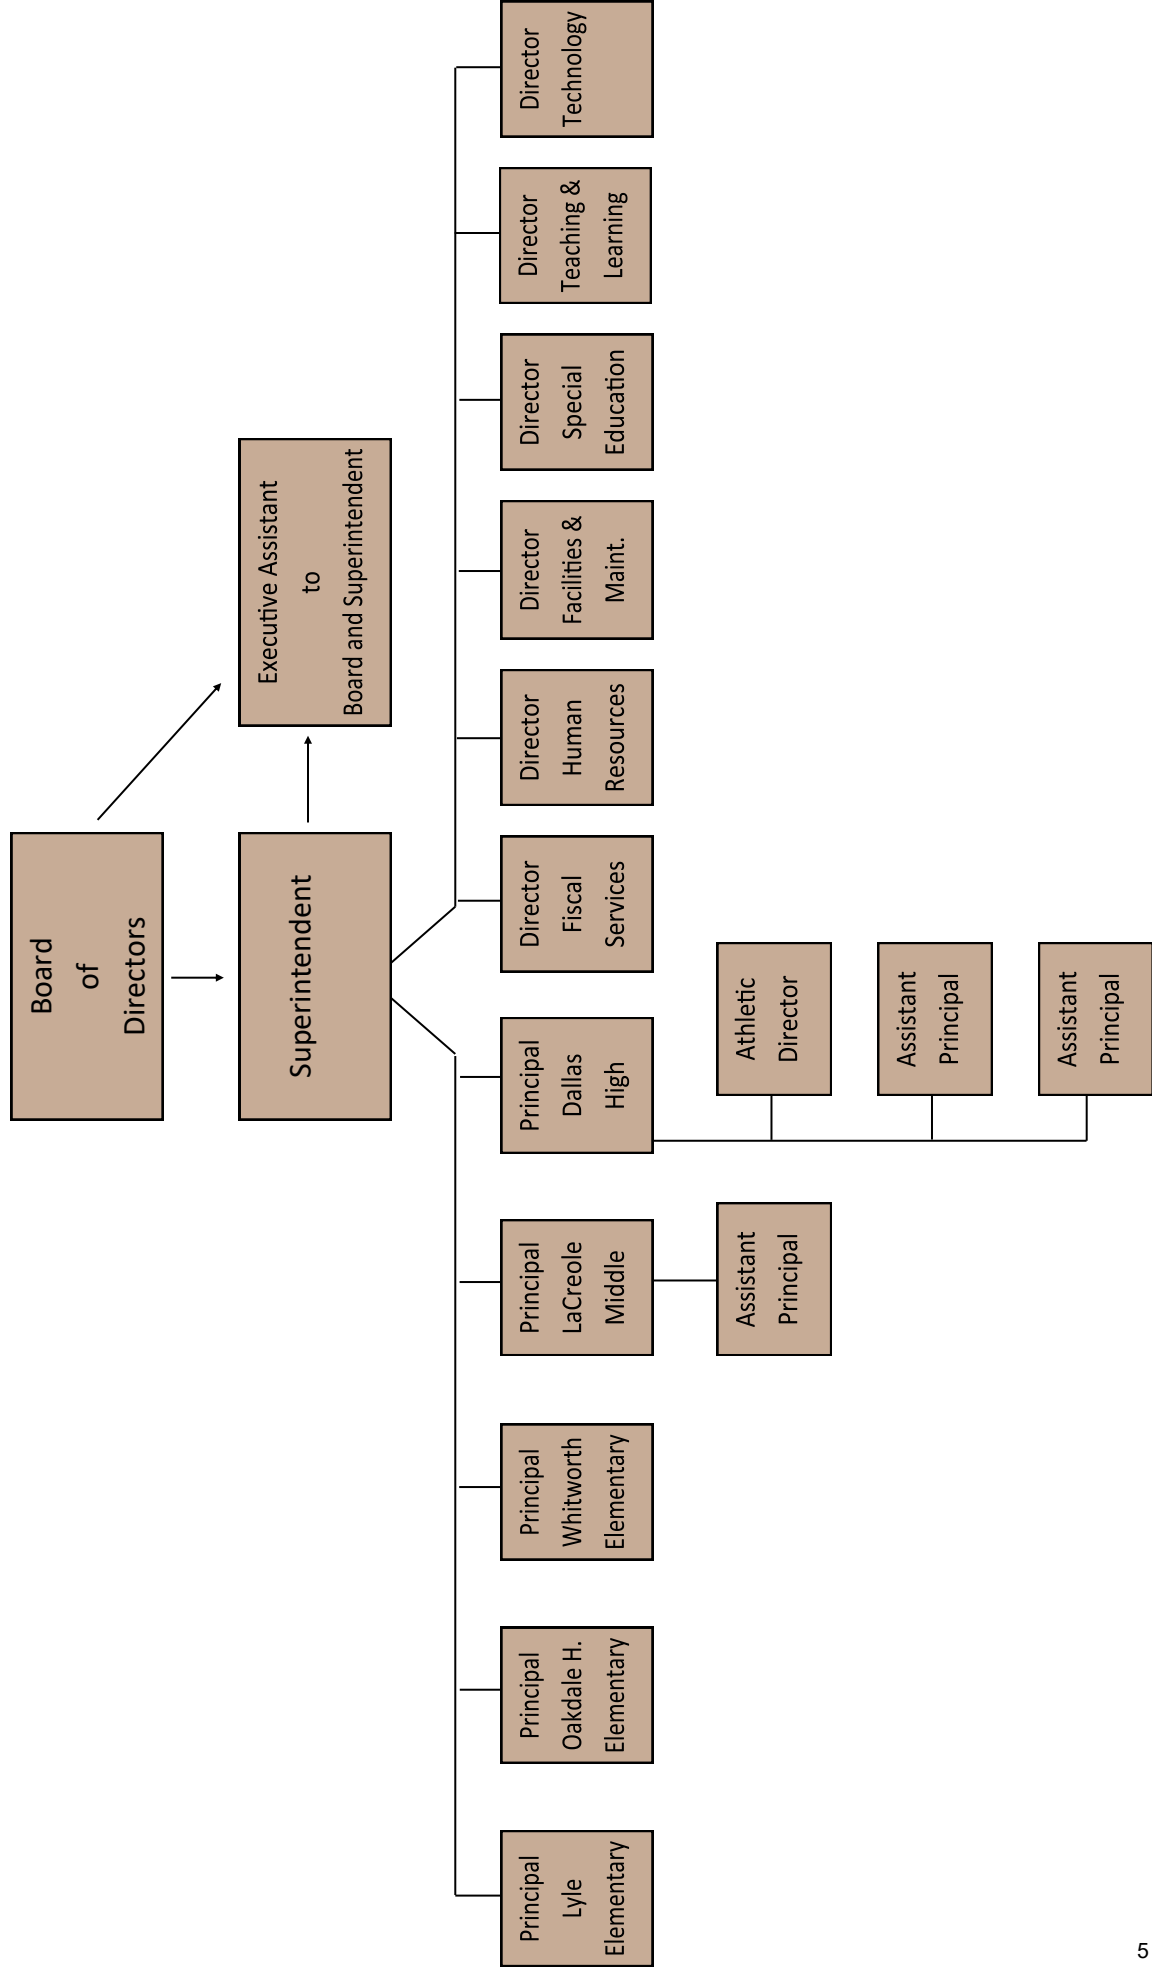 Board
of
Directors
Executive Assistant
to
Board and Superintendent
Superintendent
Principal
Lyle
Elementary
Principal
Oakdale H.
Elementary
Principal
Whitworth
Elementary
Principal
LaCreole
Middle
Principal
Dallas
High
Director
Fiscal
Services
Director
Human
Resources
Director
Facilities &
Maint.
Director
Special
Education
Director
Teaching &
Learning
Director
Technology
Assistant
Principal
Athletic
Director
Assistant
Principal
Assistant
Principal
5